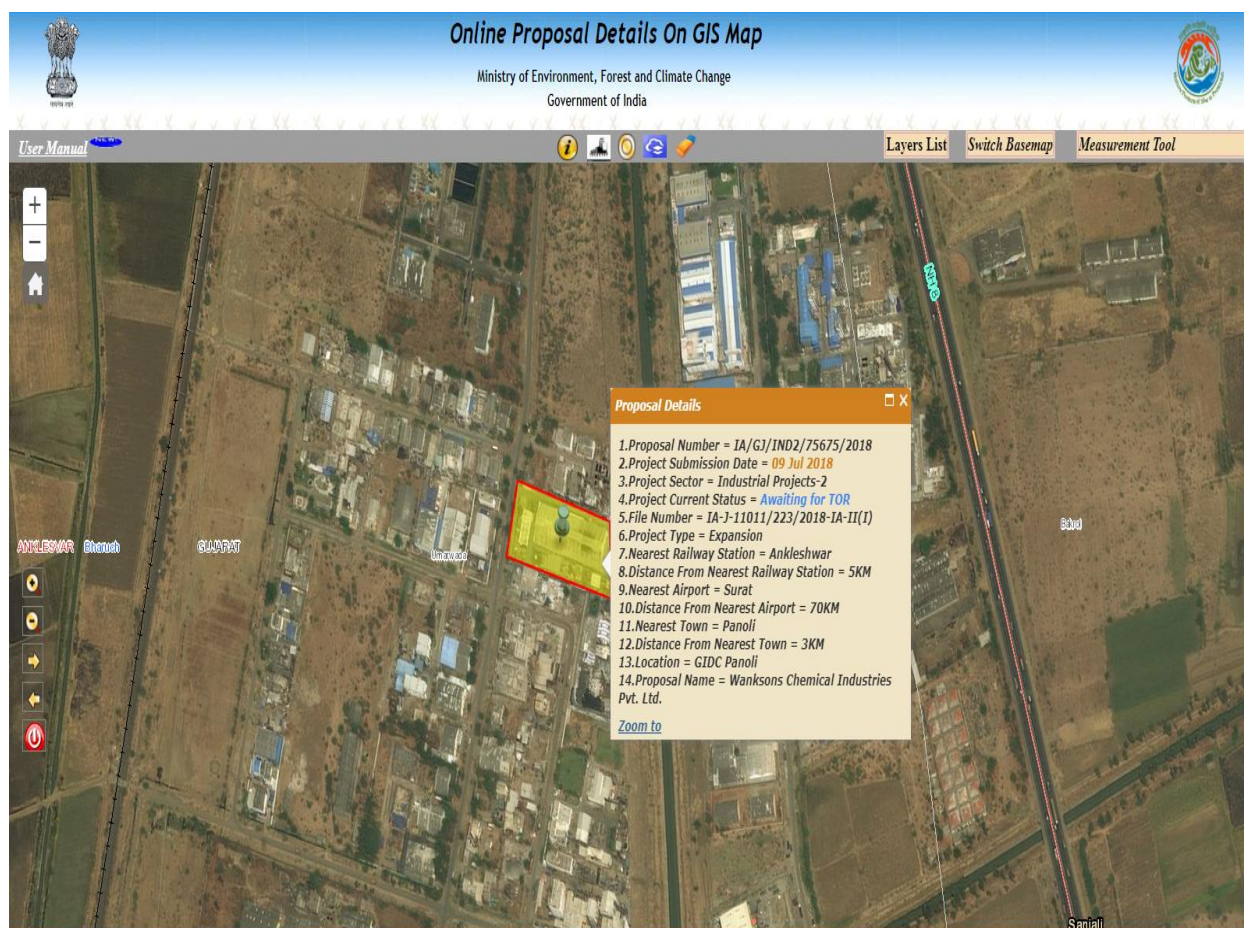 Online Proposal Details On GIS Map
Ministry of Environment, Forest and Climate Change
Government of India
User Manual
Layers List
Switch Basemap
Measurement Tool
+
−
NH-8
Proposal Details
X
1.Proposal Number = IA/GJ/IND2/75675/2018
2.Project Submission Date = 09 Jul 2018
3.Project Sector = Industrial Projects-2
4.Project Current Status = Awaiting for TOR
5.File Number = IA-J-11011/223/2018-IA-II(I)
6.Project Type = Expansion
7.Nearest Railway Station = Ankleshwar
8.Distance From Nearest Railway Station = 5KM
9.Nearest Airport = Surat
10.Distance From Nearest Airport = 70KM
11.Nearest Town = Panoli
12.Distance From Nearest Town = 3KM
13.Location = GIDC Panoli
14.Proposal Name = Wanksons Chemical Industries
Pvt. Ltd.
Zoom to
ANKLESVAR Bharuch GUJARAT
Umarwada
Sanjali